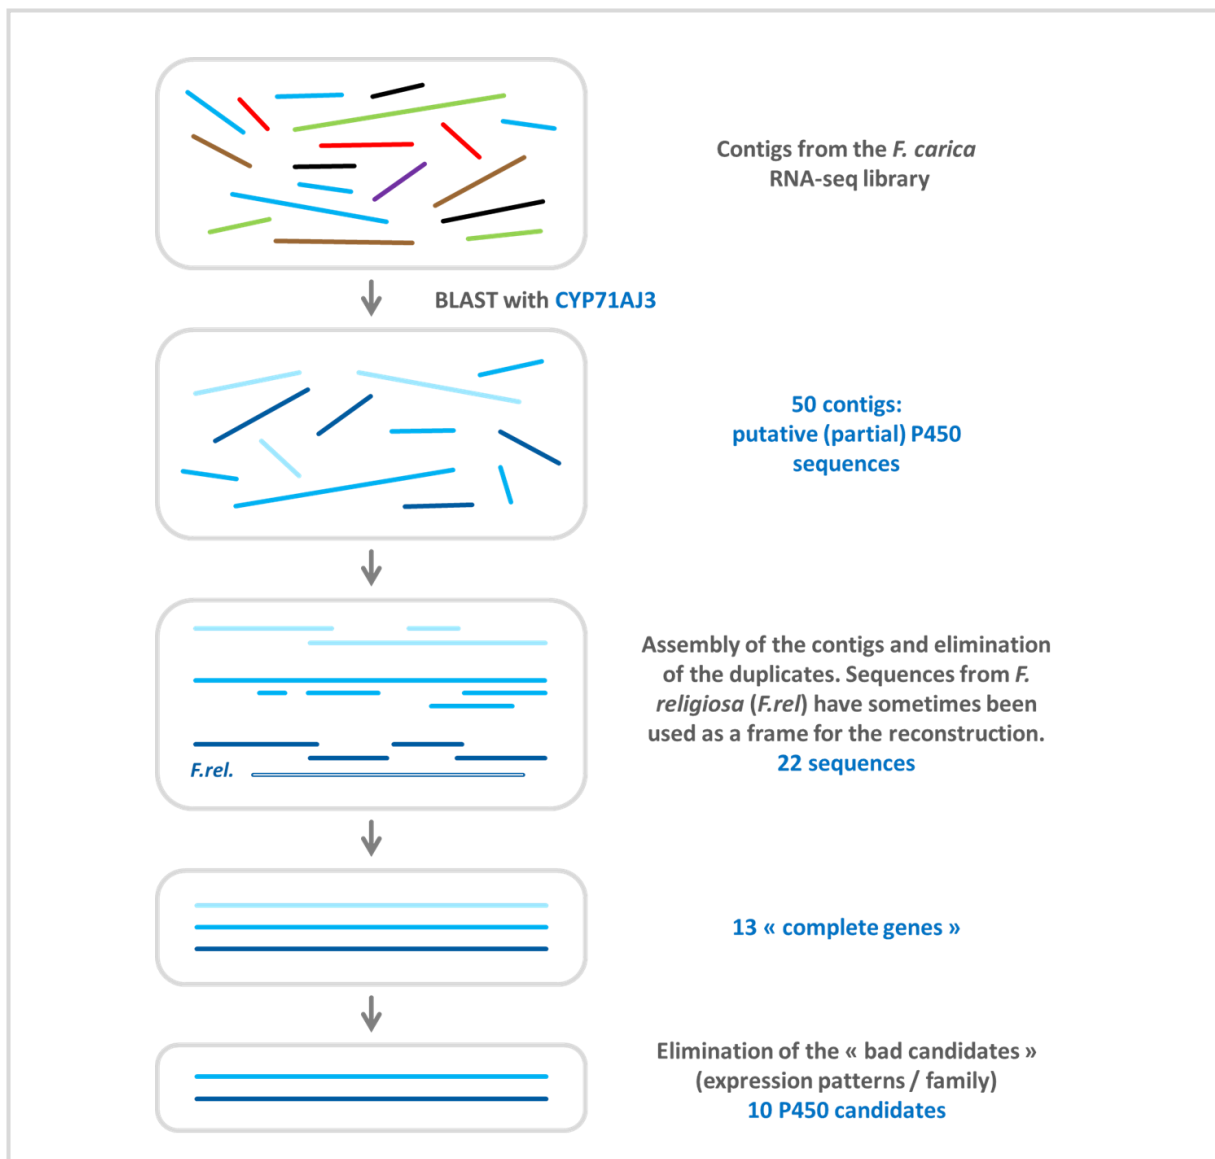 Contigs from the F. carica
RNA-seq library
BLAST with CYP71AJ3
50 contigs:
putative (partial) P450
sequences
Assembly of the contigs and elimination
of the duplicates. Sequences from F.
religiosa (F.rel) have sometimes been
used as a frame for the reconstruction.
22 sequences
F.rel.
13 « complete genes »
Elimination of the « bad candidates »
(expression patterns / family)
10 P450 candidates